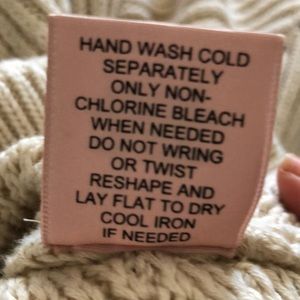 HAND WASH COLD
SEPARATELY
ONLY NON-
CHLORINE BLEACH
WHEN NEEDED
DO NOT WRING
OR TWIST
RESHAPE AND
LAY FLAT TO DRY
COOL IRON
IF NEEDED